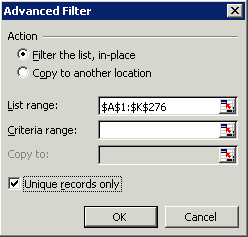 Advanced Filter
Action
Filter the list, in-place
Copy to another location
List range:
$A$1:$K$276
Criteria range:
Copy to:
Unique records only
OK
Cancel